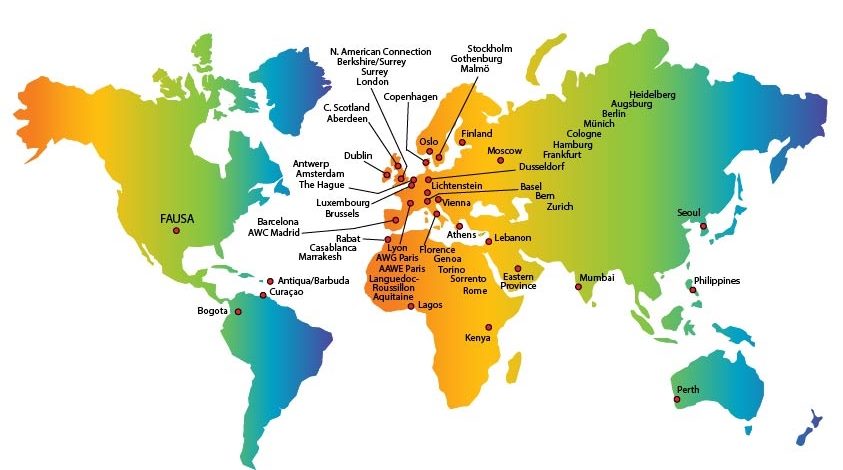 N. American Connection
Berkshire/Surrey
Surrey
London
Stockholm
Gothenburg
Malmö
Copenhagen
C. Scotland
Aberdeen
Heidelberg
Augsburg
Berlin
Münich
Cologne
Hamburg
Frankfurt
Dusseldorf
Oslo
Finland
Moscow
Dublin
Antwerp
Amsterdam
The Hague
Lichtenstein
Luxembourg
Brussels
Basel
Bern
Zurich
Vienna
FAUSA
Barcelona
AWC Madrid
Rabat
Casablanca
Marrakesh
Athens
Lebanon
Seoul
Lyon
AWG Paris
AAWE Paris
Languedoc-
Roussillon
Aquitaine
Florence
Genoa
Torino
Sorrento
Rome
Eastern
Province
Mumbai
Philippines
Antigua/Barbuda
Curaçao
Bogota
Lagos
Kenya
Perth